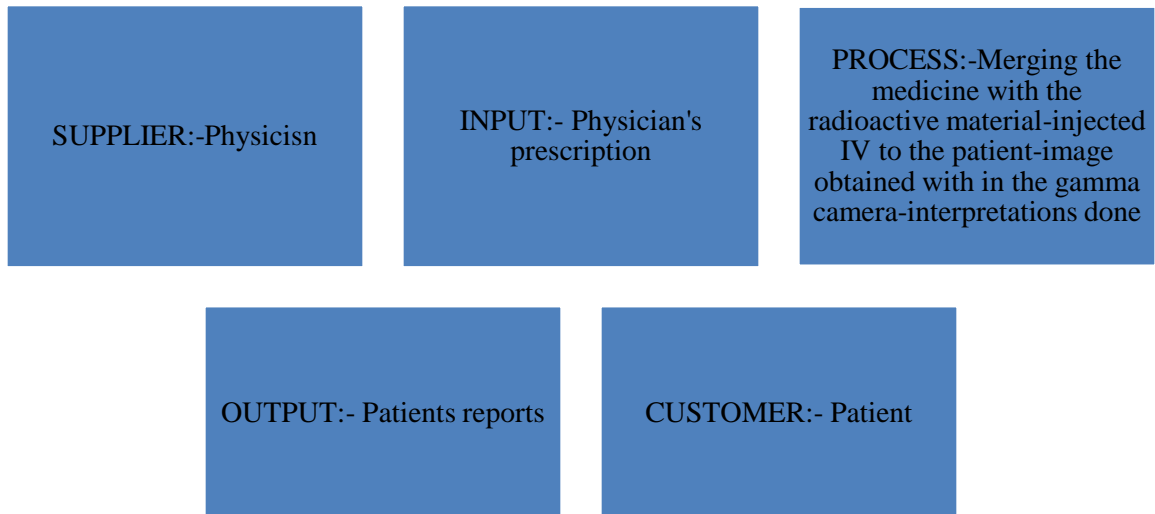 SUPPLIER:-Physicisn
INPUT:- Physician's
prescription
PROCESS:-Merging the
medicine with the
radioactive material-injected
IV to the patient-image
obtained with in the gamma
camera-interpretations done
OUTPUT:- Patients reports
CUSTOMER:- Patient